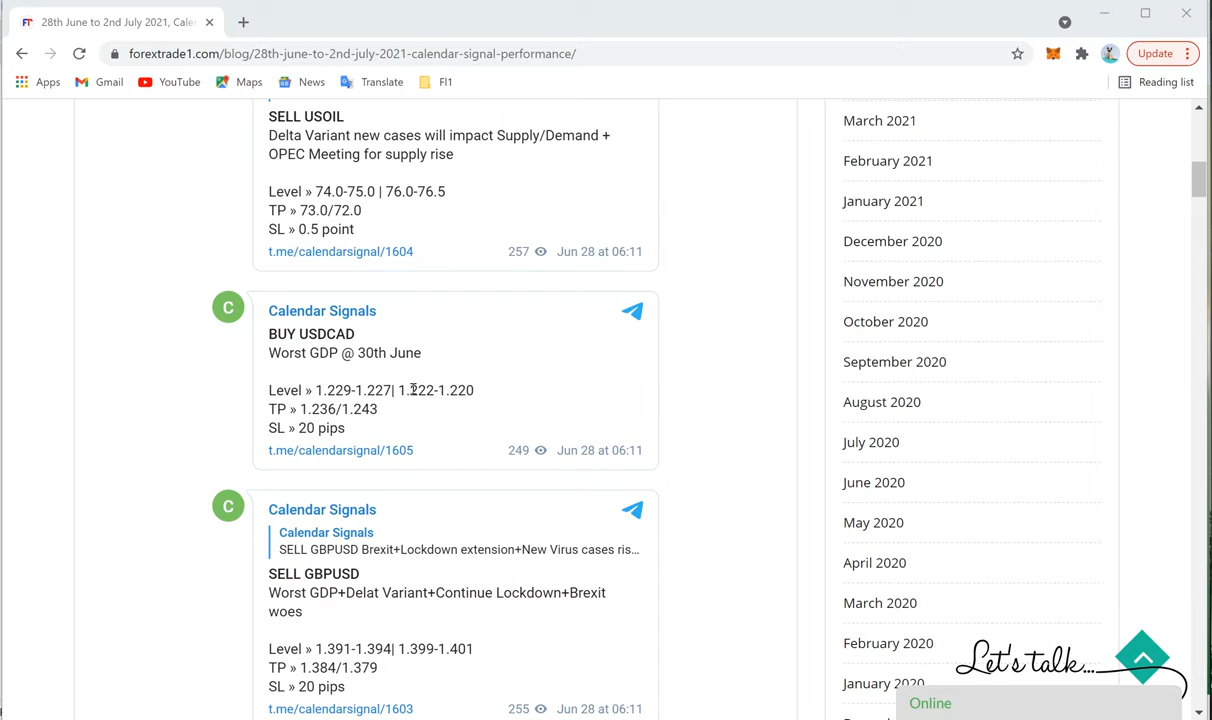 28th June to 2nd July 2021, Cale
forextrade1.com/blog/28th-june-to-2nd-july-2021-calendar-signal-performance/
Update
Apps
Gmail
YouTube
Maps
News
Translate
Fl1
Reading list
SELL USOIL
Delta Variant new cases will impact Supply/Demand +
OPEC Meeting for supply rise
Level » 74.0-75.0 | 76.0-76.5
TP » 73.0/72.0
SL » 0.5 point
t.me/calendarsignal/1604 257 Jun 28 at 06:11
C
Calendar Signals
BUY USDCAD
Worst GDP @ 30th June
Level » 1.229-1.227| 1.222-1.220
TP » 1.236/1.243
SL » 20 pips
t.me/calendarsignal/1605 249 Jun 28 at 06:11
C
Calendar Signals
Calendar Signals
SELL GBPUSD Brexit+Lockdown extension+New Virus cases ris...
SELL GBPUSD
Worst GDP+Delat Variant+Continue Lockdown+Brexit
woes
Level » 1.391-1.394| 1.399-1.401
TP » 1.384/1.379
SL » 20 pips
t.me/calendarsignal/1603 255 Jun 28 at 06:11
March 2021
February 2021
January 2021
December 2020
November 2020
October 2020
September 2020
August 2020
July 2020
June 2020
May 2020
April 2020
March 2020
February 2020
January 2020
Let's talk...
Online